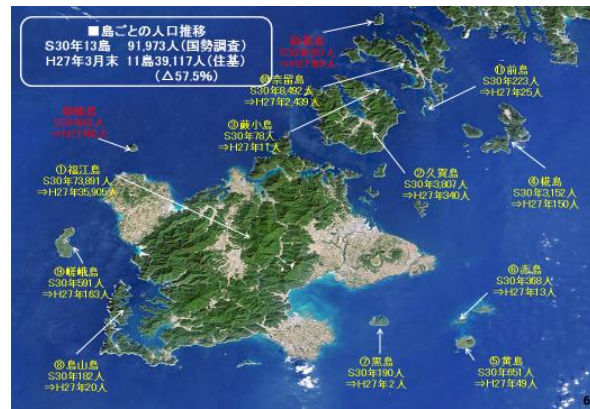 ■島ごとの人口推移
S30年13島 91,973人(国勢調査)
H27年3月末 11島39,117人(住基)
(△57.5%)
⑩奈留島
S30年8,492人
⇒H27年2,439人
⑪前島
S30年223人
⇒H27年25人
③蕨小島
S30年78人
⇒H27年11人
①福江島
S30年73,891人
⇒H27年35,905人
②久賀島
S30年3,807人
⇒H27年340人
④椛島
S30年3,152人
⇒H27年150人
⑨嵯峨島
S30年591人
⇒H27年163人
⑥赤島
S30年368人
⇒H27年13人
⑧島山島
S30年182人
⇒H27年20人
⑦黒島
S30年190人
⇒H27年2人
⑤黄島
S30年651人
⇒H27年49人
6